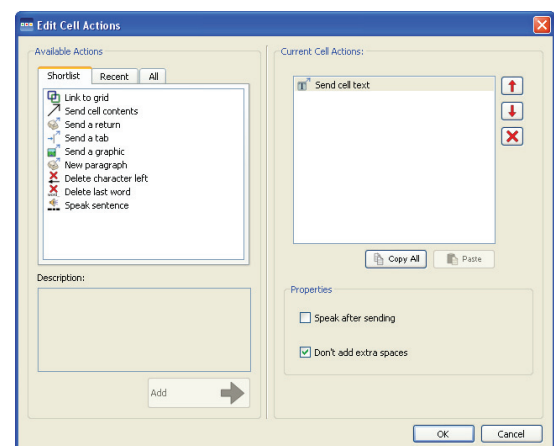 Edit Cell Actions
Available Actions
Shortlist Recent All
Link to grid
Send cell contents
Send a return
Send a tab
Send a graphic
New paragraph
Delete character left
Delete last word
Speak sentence
Description:
Add
Current Cell Actions:
Send cell text
Copy All Paste
Properties
Speak after sending
Don't add extra spaces
OK Cancel